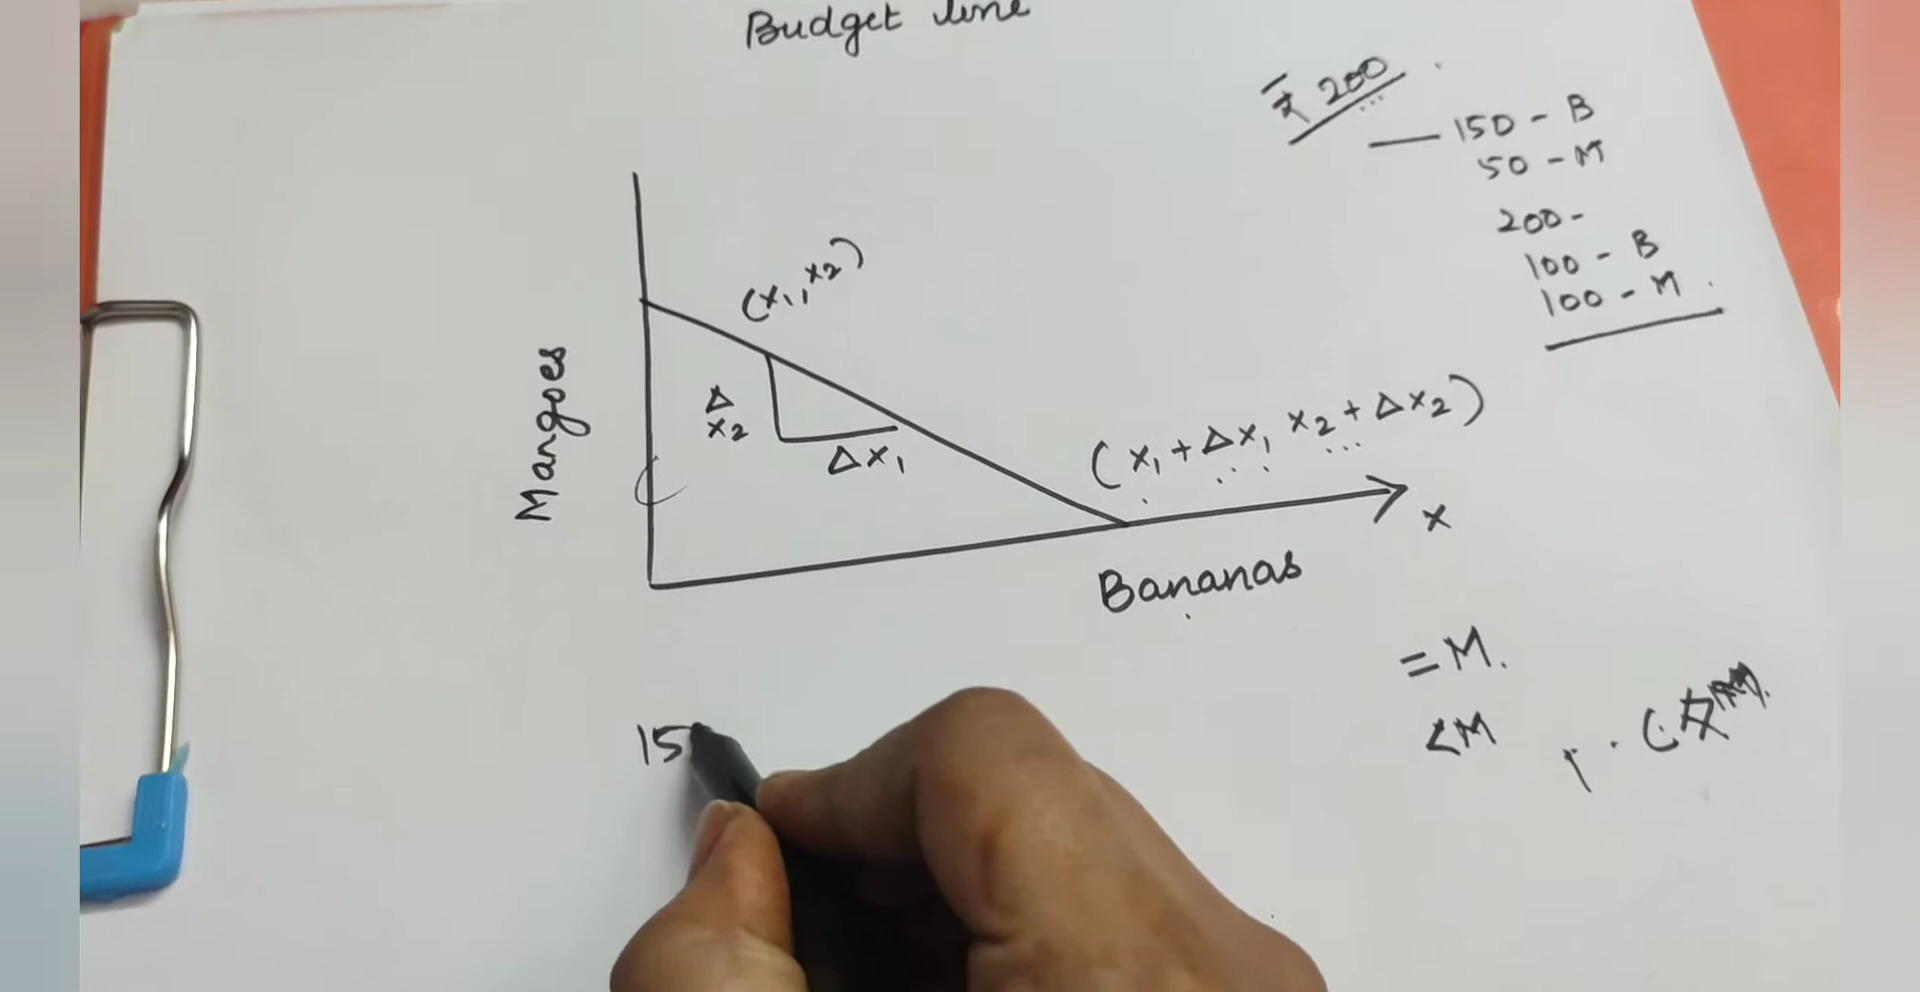 Budget line
₹ 200
— 150 - B
50 - M
200 -
100 - B
100 - M
(x₁, x₂)
Mangoes
Δ
x₂
Δx₁
(x₁ + Δx₁ x₂ + Δx₂)
x
Bananas
= M.
< M
15